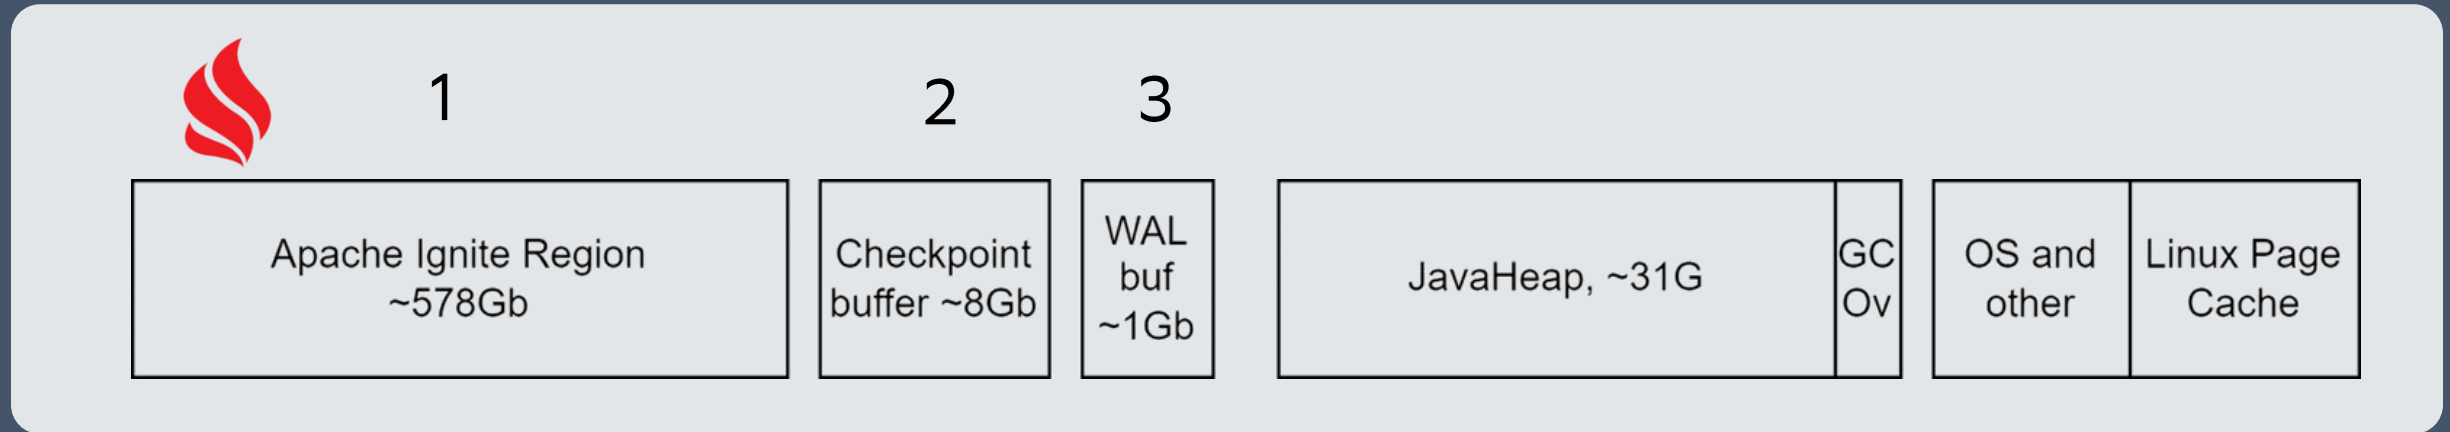 1
2
3
Apache Ignite Region
~578Gb
Checkpoint
buffer ~8Gb
WAL
buf
~1Gb
JavaHeap, ~31G
GC
Ov
OS and
other
Linux Page
Cache